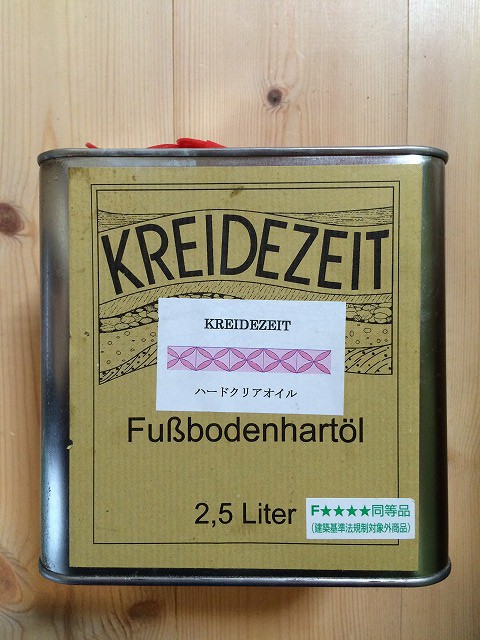 KREIDEZEIT
KREIDEZEIT
ハードクリアオイル
Fußbodenhartöl
2,5 Liter
F★★★★同等品
(建築基準法規制対象外商品)